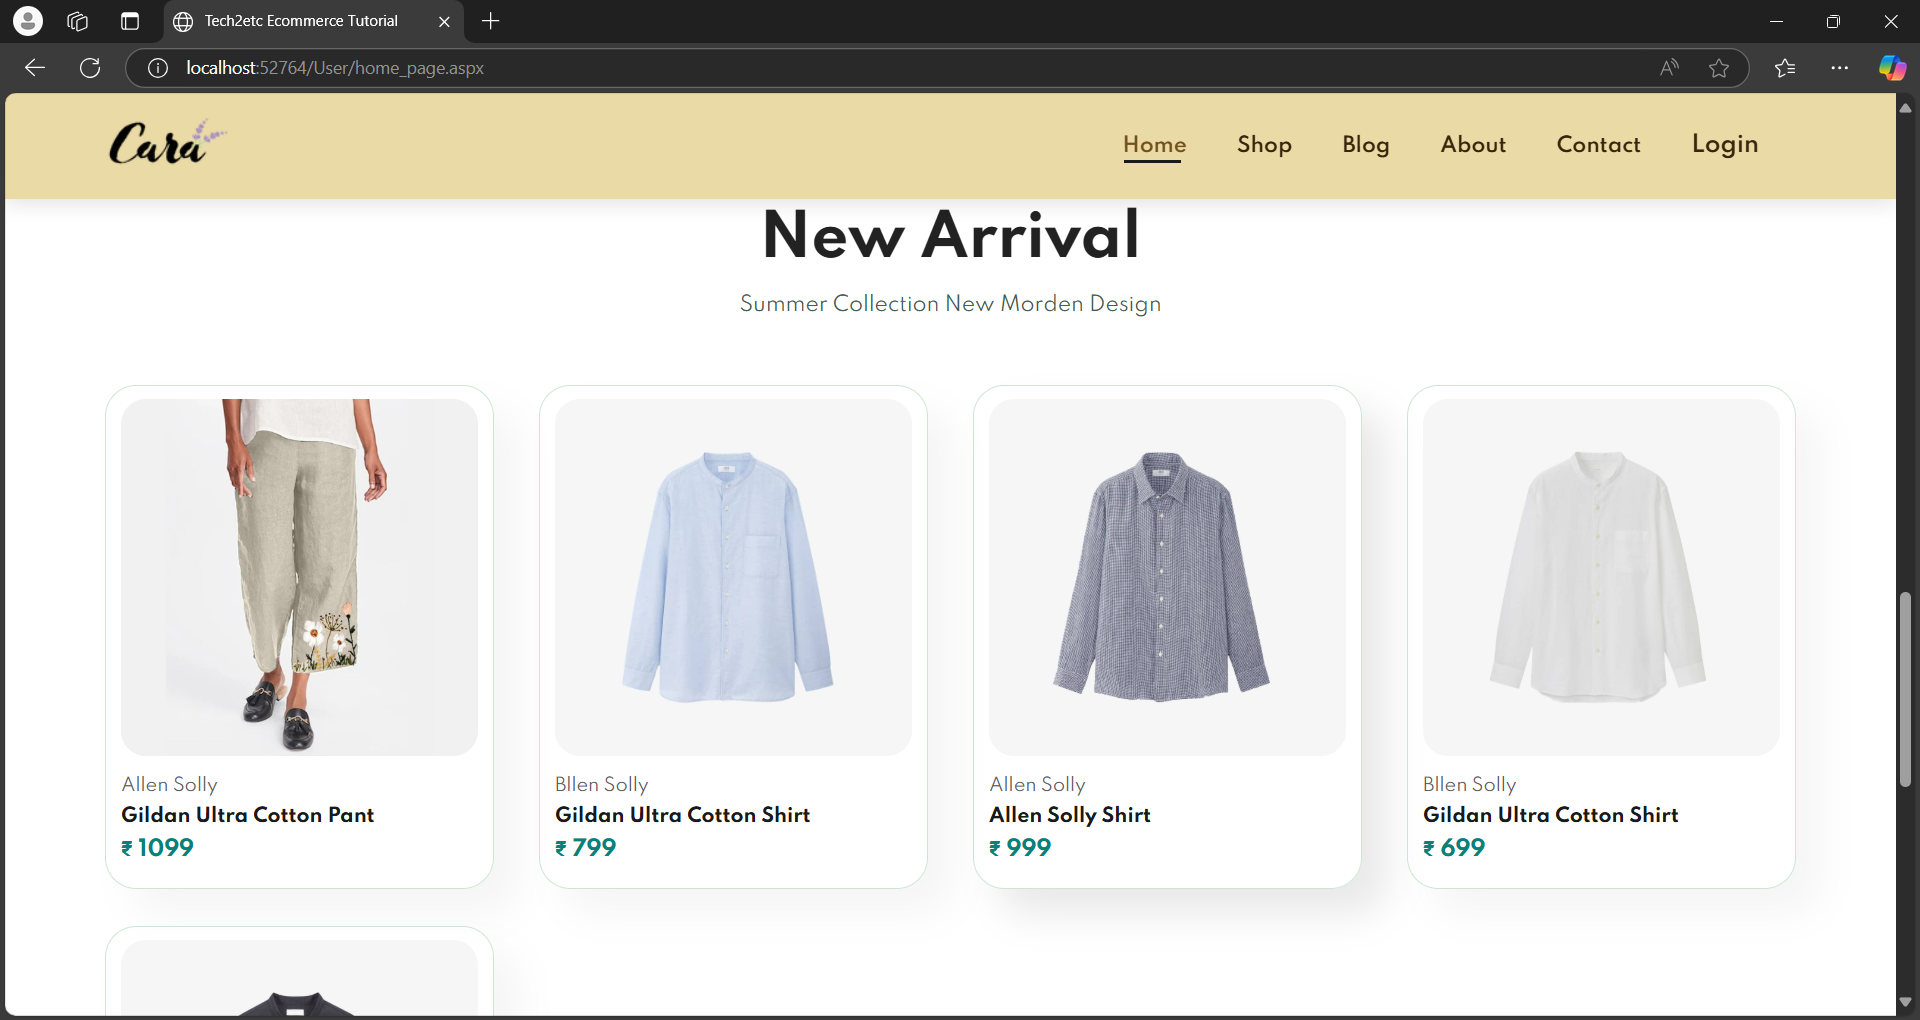 Tech2etc Ecommerce Tutorial
localhost:52764/User/home_page.aspx
Cara
Home Shop Blog About Contact Login
New Arrival
Summer Collection New Morden Design
Allen Solly
Gildan Ultra Cotton Pant
₹ 1099
Bllen Solly
Gildan Ultra Cotton Shirt
₹ 799
Allen Solly
Allen Solly Shirt
₹ 999
Bllen Solly
Gildan Ultra Cotton Shirt
₹ 699